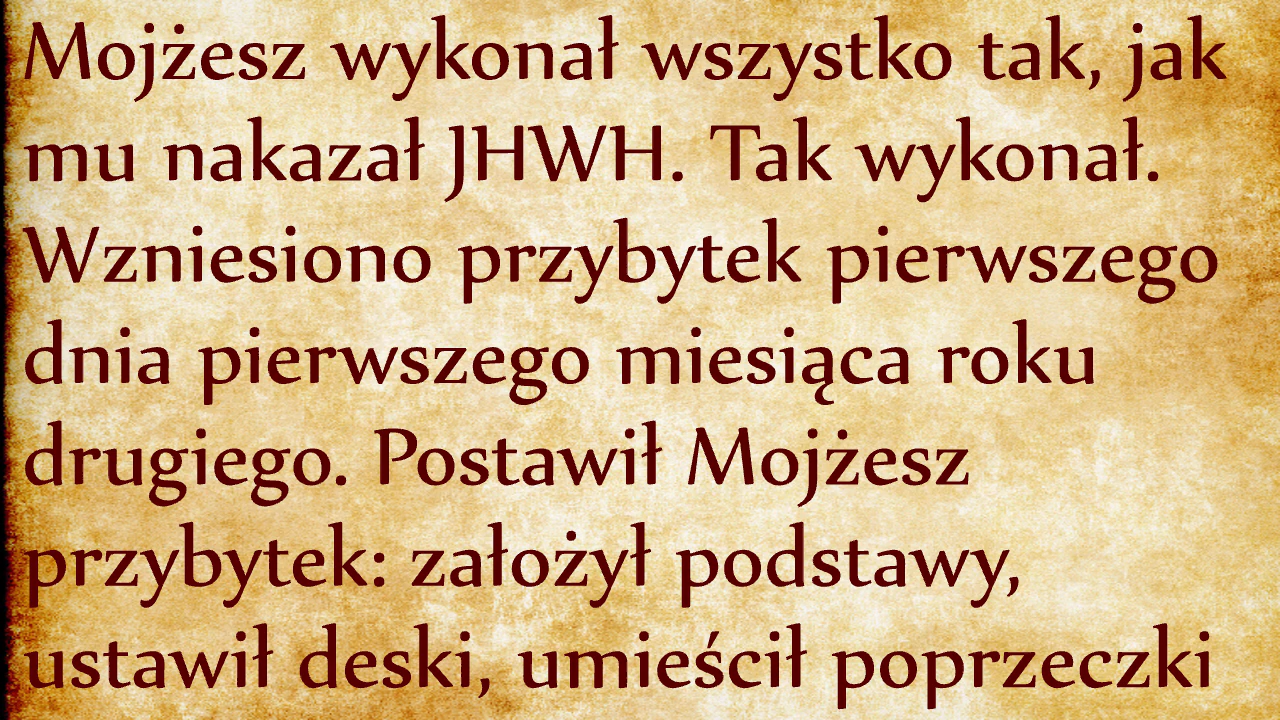 Mojżesz wykonał wszystko tak, jak
mu nakazał JHWH. Tak wykonał.
Wzniesiono przybytek pierwszego
dnia pierwszego miesiąca roku
drugiego. Postawił Mojżesz
przybytek: założył podstawy,
ustawił deski, umieścił poprzeczki